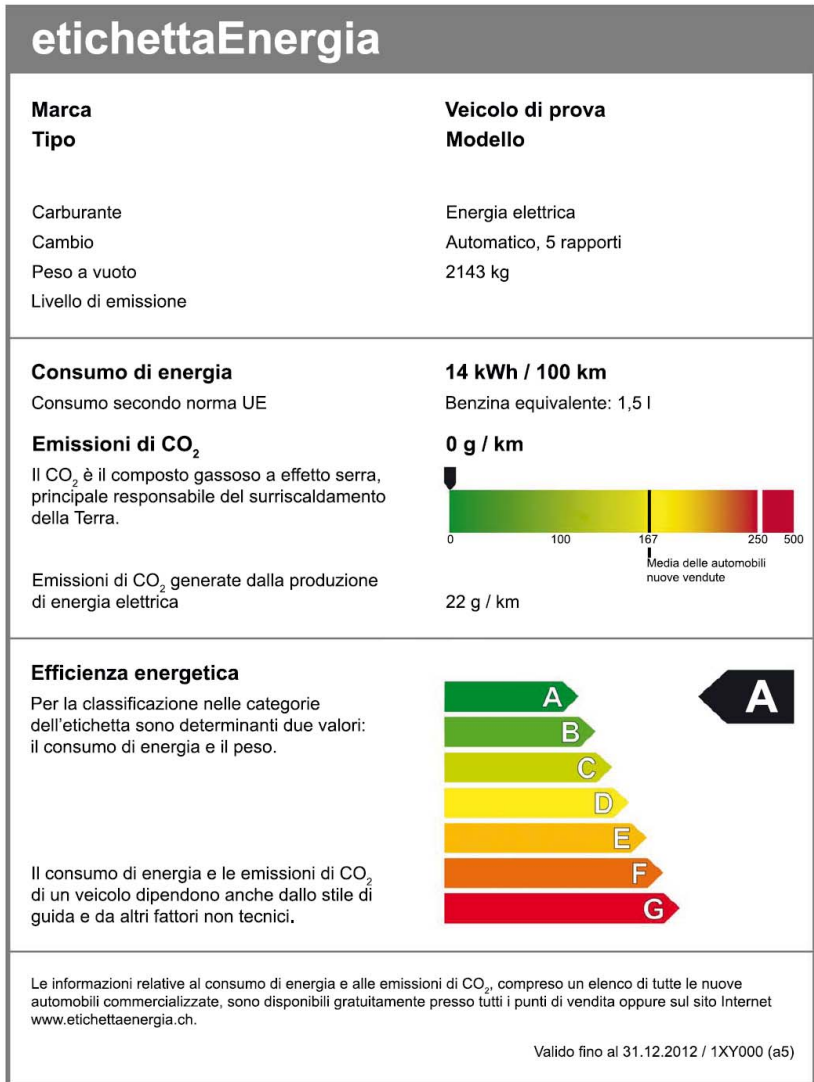 etichettaEnergia
Marca Veicolo di prova
Tipo Modello
Carburante Energia elettrica
Cambio Automatico, 5 rapporti
Peso a vuoto 2143 kg
Livello di emissione
Consumo di energia 14 kWh / 100 km
Consumo secondo norma UE Benzina equivalente: 1,5 l
Emissioni di CO₂ 0 g / km
Il CO₂ è il composto gassoso a effetto serra,
principale responsabile del surriscaldamento
della Terra.
0 100 167 250 500
Media delle automobili
nuove vendute
Emissioni di CO₂ generate dalla produzione
di energia elettrica 22 g / km
Efficienza energetica
Per la classificazione nelle categorie
dell'etichetta sono determinanti due valori:
il consumo di energia e il peso.
A A
B
C
D
E
F
G
Il consumo di energia e le emissioni di CO₂
di un veicolo dipendono anche dallo stile di
guida e da altri fattori non tecnici.
Le informazioni relative al consumo di energia e alle emissioni di CO₂, compreso un elenco di tutte le nuove
automobili commercializzate, sono disponibili gratuitamente presso tutti i punti di vendita oppure sul sito Internet
www.etichettaenergia.ch.
Valido fino al 31.12.2012 / 1XY000 (a5)